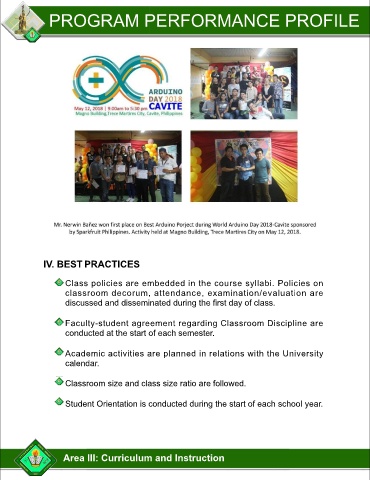 PROGRAM PERFORMANCE PROFILE
ARDUINO
DAY 2018
May 12, 2018 | 9:00am to 5:30 pm CAVITE
Magno Building,Trece Martires City, Cavite, Philippines
Mr. Nerwin Bañez won first place on Best Arduino Porject during World Arduino Day 2018-Cavite sponsored
by Sparkfruit Philippines. Activity held at Magno Building, Trece Martires City on May 12, 2018.
IV. BEST PRACTICES
Class policies are embedded in the course syllabi. Policies on
classroom decorum, attendance, examination/evaluation are
discussed and disseminated during the first day of class.
Faculty-student agreement regarding Classroom Discipline are
conducted at the start of each semester.
Academic activities are planned in relations with the University
calendar.
Classroom size and class size ratio are followed.
Student Orientation is conducted during the start of each school year.
Area III: Curriculum and Instruction